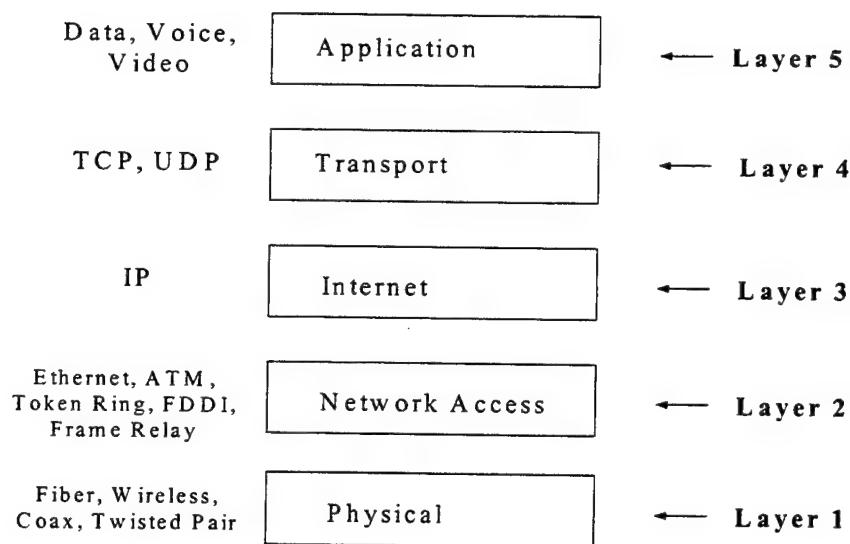 Data, Voice,
Video
Application
Layer 5
TCP, UDP
Transport
Layer 4
IP
Internet
Layer 3
Ethernet, ATM,
Token Ring, FDDI,
Frame Relay
Network Access
Layer 2
Fiber, Wireless,
Coax, Twisted Pair
Physical
Layer 1